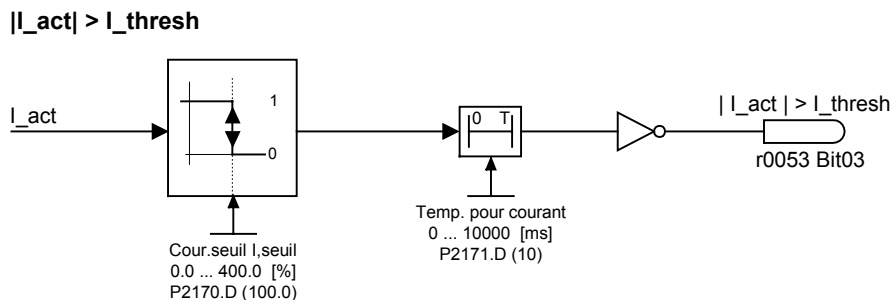 |I_act| > I_thresh
I_act
1
0
0 T
| I_act | > I_thresh
r0053 Bit03
Temp. pour courant
0 ... 10000 [ms]
P2171.D (10)
Cour.seuil I,seuil
0.0 ... 400.0 [%]
P2170.D (100.0)